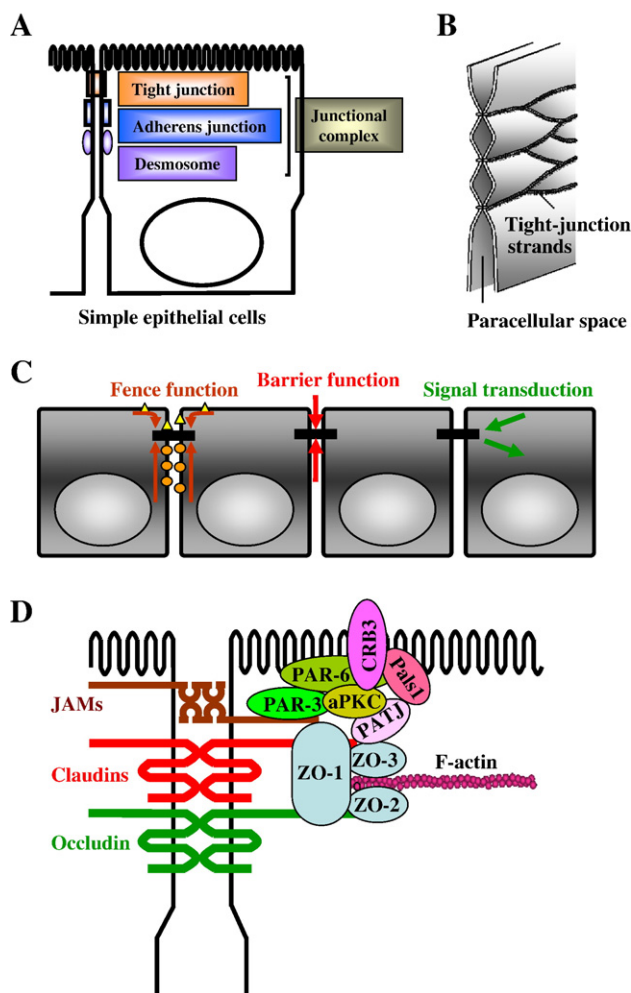 A
Tight junction
Adherens junction
Desmosome
Junctional
complex
Simple epithelial cells
B
Tight-junction
strands
Paracellular space
C
Fence function
Barrier function
Signal transduction
D
CRB3
PAR-6
Pals1
JAMs
PAR-3
aPKC
PATJ
Claudins
ZO-1
ZO-3
F-actin
ZO-2
Occludin